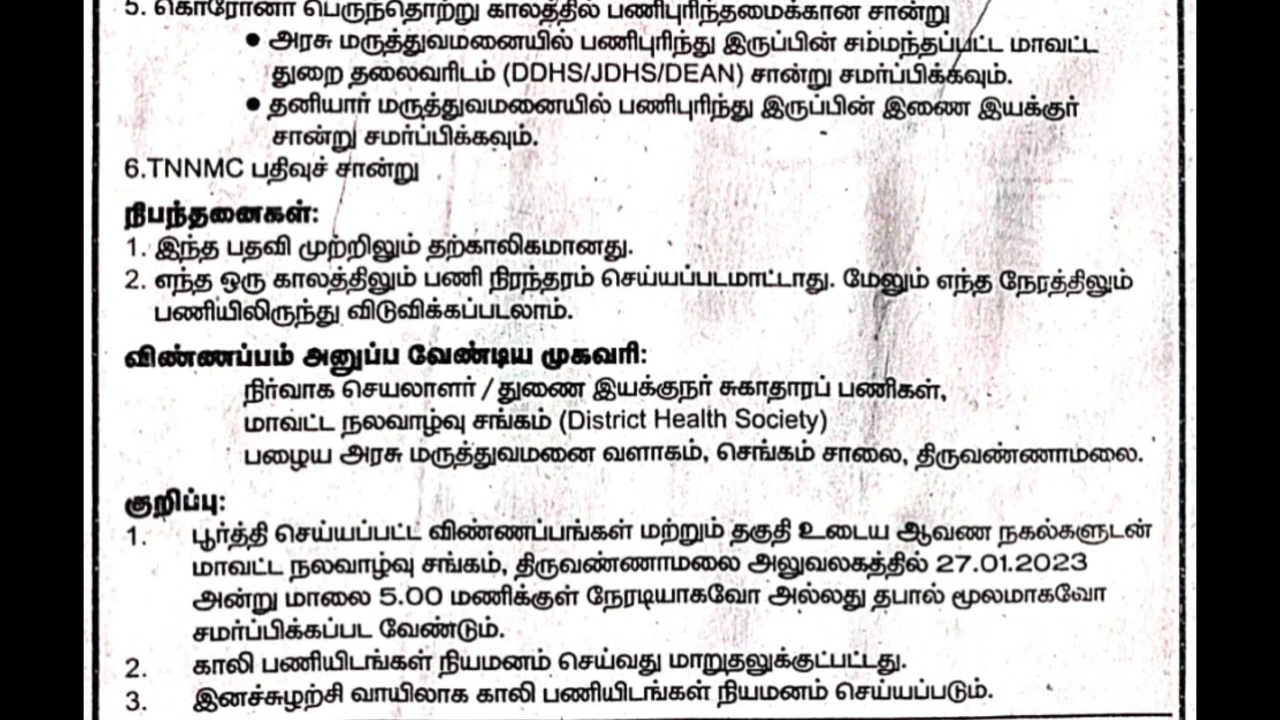 5. கொரோனா பெருந்தொற்று காலத்தில் பணிபுரிந்தமைக்கான சான்று
● அரசு மருத்துவமனையில் பணிபுரிந்து இருப்பின் சம்மந்தப்பட்ட மாவட்ட
துறை தலைவரிடம் (DDHS/JDHS/DEAN) சான்று சமர்ப்பிக்கவும்.
● தனியார் மருத்துவமனையில் பணிபுரிந்து இருப்பின் இணை இயக்குர்
சான்று சமர்ப்பிக்கவும்.
6.TNNMC பதிவுச் சான்று
நிபந்தனைகள்:
1. இந்த பதவி முற்றிலும் தற்காலிகமானது.
2. எந்த ஒரு காலத்திலும் பணி நிரந்தரம் செய்யப்படமாட்டாது. மேலும் எந்த நேரத்திலும்
பணியிலிருந்து விடுவிக்கப்படலாம்.
விண்ணப்பம் அனுப்ப வேண்டிய முகவரி:
நிர்வாக செயலாளர் / துணை இயக்குநர் சுகாதாரப் பணிகள்,
மாவட்ட நலவாழ்வு சங்கம் (District Health Society)
பழைய அரசு மருத்துவமனை வளாகம், செங்கம் சாலை, திருவண்ணாமலை.
குறிப்பு:
1. பூர்த்தி செய்யப்பட்ட விண்ணப்பங்கள் மற்றும் தகுதி உடைய ஆவண நகல்களுடன்
மாவட்ட நலவாழ்வு சங்கம், திருவண்ணாமலை அலுவலகத்தில் 27.01.2023
அன்று மாலை 5.00 மணிக்குள் நேரடியாகவோ அல்லது தபால் மூலமாகவோ
சமர்ப்பிக்கப்பட வேண்டும்.
2. காலி பணியிடங்கள் நியமனம் செய்வது மாறுதலுக்குட்பட்டது.
3. இனச்சுழற்சி வாயிலாக காலி பணியிடங்கள் நியமனம் செய்யப்படும்.